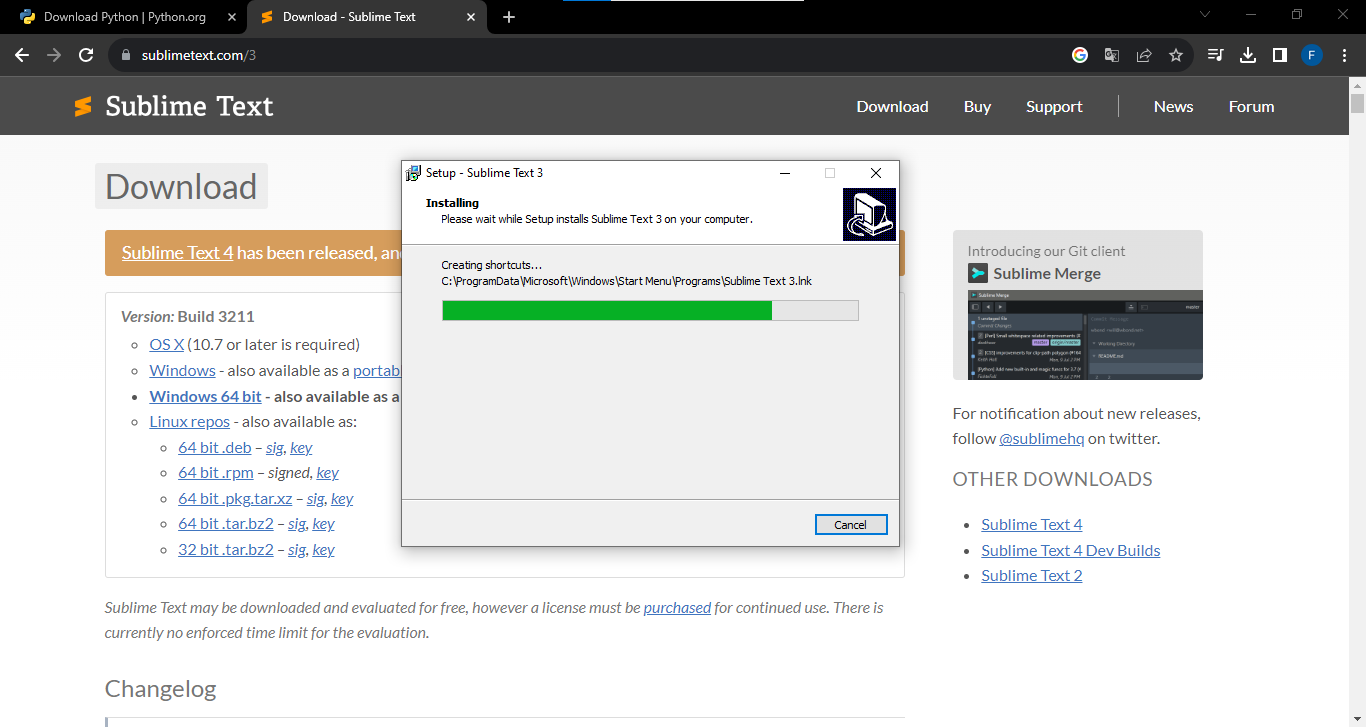 Download Python | Python.org
Download - Sublime Text
sublimetext.com/3
F
Sublime Text
Download
Buy
Support
News
Forum
Download
Sublime Text 4 has been released, an
Version: Build 3211
OS X (10.7 or later is required)
Windows - also available as a portab
Windows 64 bit - also available as a
Linux repos - also available as:
64 bit .deb – sig, key
64 bit .rpm – signed, key
64 bit .pkg.tar.xz – sig, key
64 bit .tar.bz2 – sig, key
32 bit .tar.bz2 – sig, key
Sublime Text may be downloaded and evaluated for free, however a license must be purchased for continued use. There is
currently no enforced time limit for the evaluation.
Changelog
Setup - Sublime Text 3
Installing
Please wait while Setup installs Sublime Text 3 on your computer.
Creating shortcuts...
C:\ProgramData\Microsoft\Windows\Start Menu\Programs\Sublime Text 3.lnk
Cancel
Introducing our Git client
Sublime Merge
Sublime Merge
For notification about new releases,
follow @sublimehq on twitter.
OTHER DOWNLOADS
Sublime Text 4
Sublime Text 4 Dev Builds
Sublime Text 2